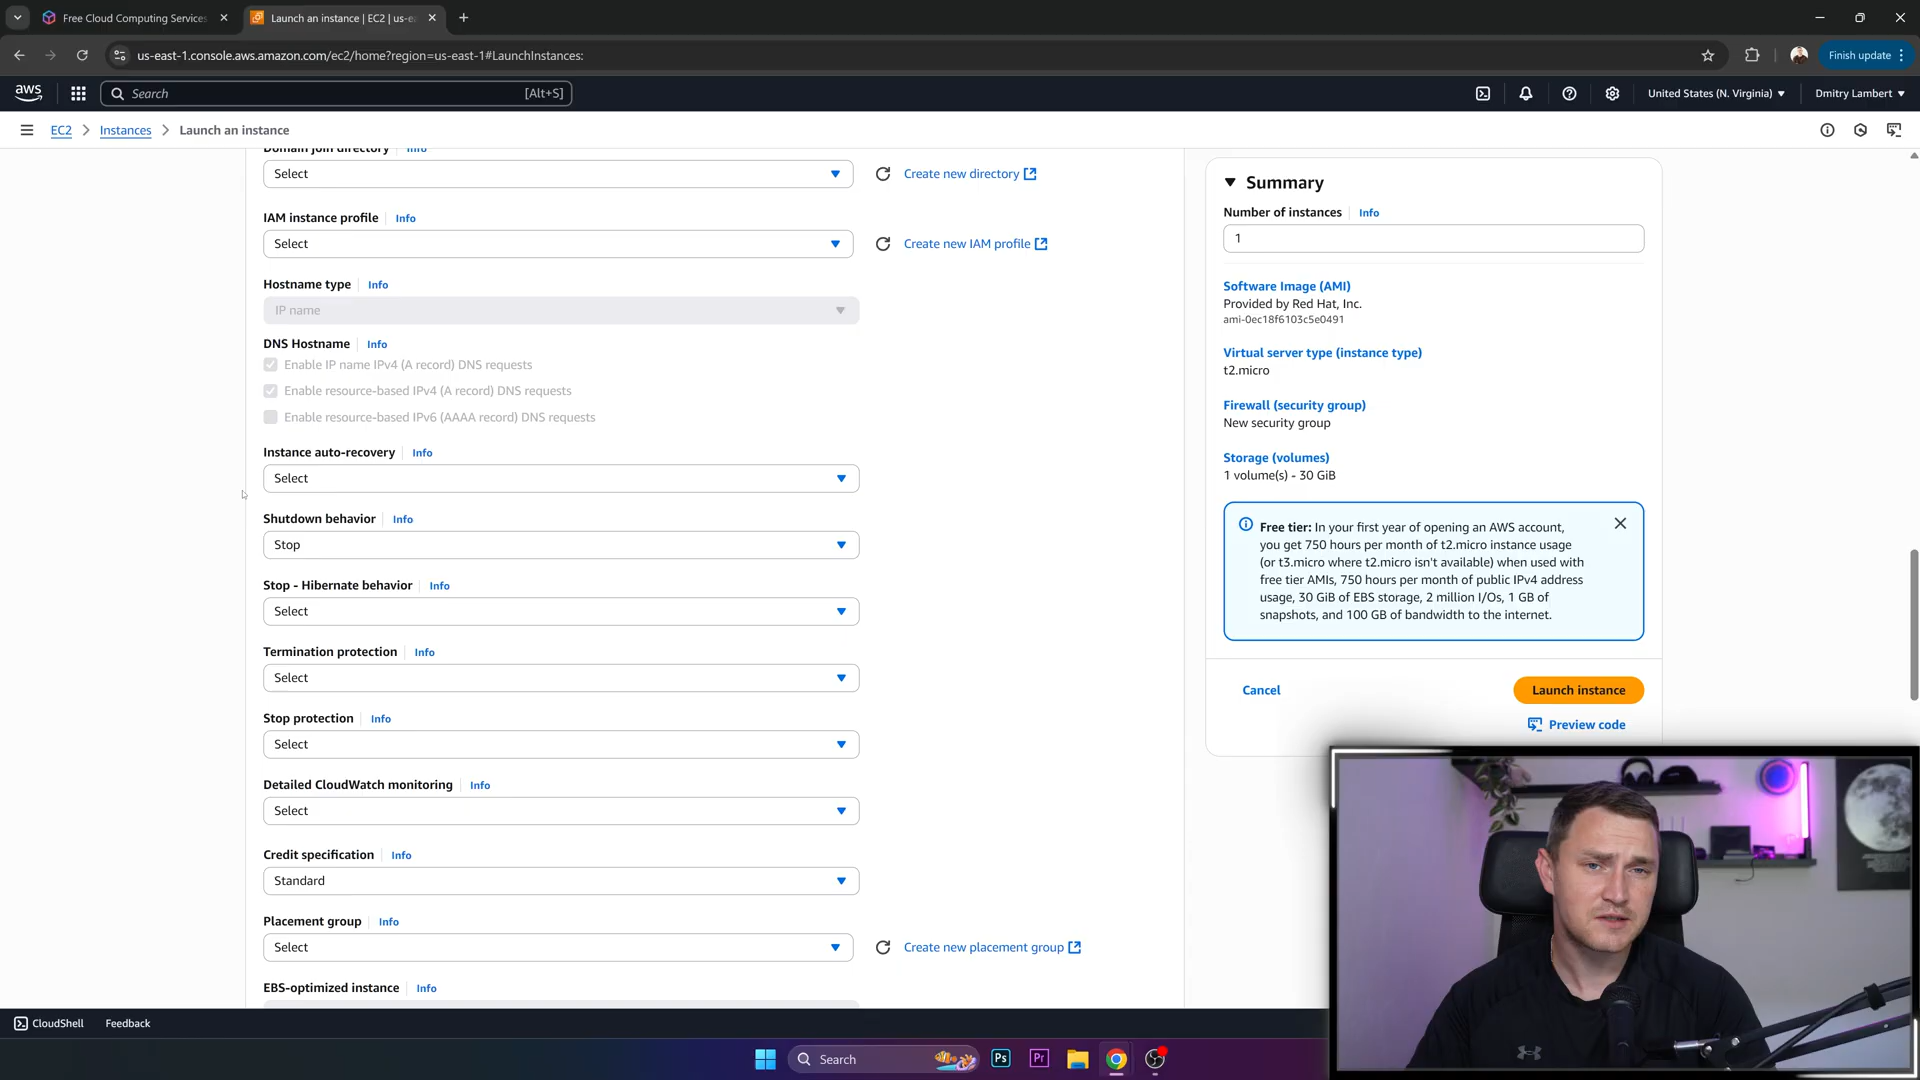 Free Cloud Computing Services
Launch an instance | EC2 | us-ea
us-east-1.console.aws.amazon.com/ec2/home?region=us-east-1#LaunchInstances:
Finish update
aws
Search
[Alt+S]
United States (N. Virginia)
Dmitry Lambert
EC2
Instances
Launch an instance
Domain join directory
Info
Select
Create new directory
IAM instance profile
Info
Select
Create new IAM profile
Hostname type
Info
IP name
DNS Hostname
Info
Enable IP name IPv4 (A record) DNS requests
Enable resource-based IPv4 (A record) DNS requests
Enable resource-based IPv6 (AAAA record) DNS requests
Instance auto-recovery
Info
Select
Shutdown behavior
Info
Stop
Stop - Hibernate behavior
Info
Select
Termination protection
Info
Select
Stop protection
Info
Select
Detailed CloudWatch monitoring
Info
Select
Credit specification
Info
Standard
Placement group
Info
Select
Create new placement group
EBS-optimized instance
Info
Summary
Number of instances
Info
1
Software Image (AMI)
Provided by Red Hat, Inc.
ami-0ec18f6103c5e0491
Virtual server type (instance type)
t2.micro
Firewall (security group)
New security group
Storage (volumes)
1 volume(s) - 30 GiB
Free tier: In your first year of opening an AWS account,
you get 750 hours per month of t2.micro instance usage
(or t3.micro where t2.micro isn't available) when used with
free tier AMIs, 750 hours per month of public IPv4 address
usage, 30 GiB of EBS storage, 2 million I/Os, 1 GB of
snapshots, and 100 GB of bandwidth to the internet.
Cancel
Launch instance
Preview code
CloudShell
Feedback
Search
Ps
Pr